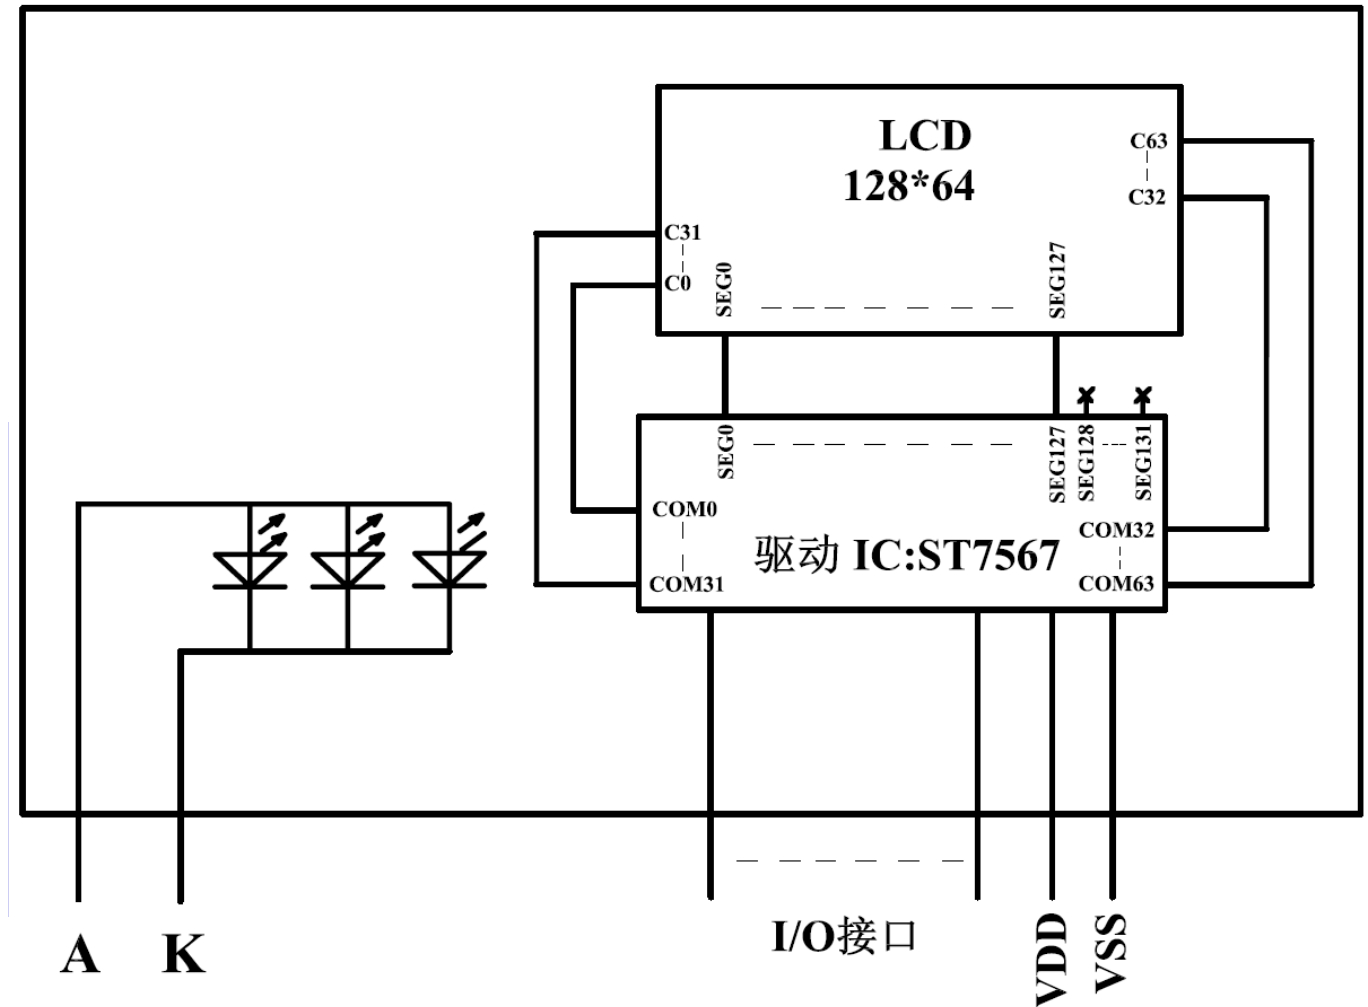 LCD
128*64
C63
C32
C31
C0
SEG0
SEG127
SEG0
SEG127
SEG128
SEG131
COM0
COM31
驱动 IC:ST7567
COM32
COM63
A
K
I/O接口
VDD
VSS